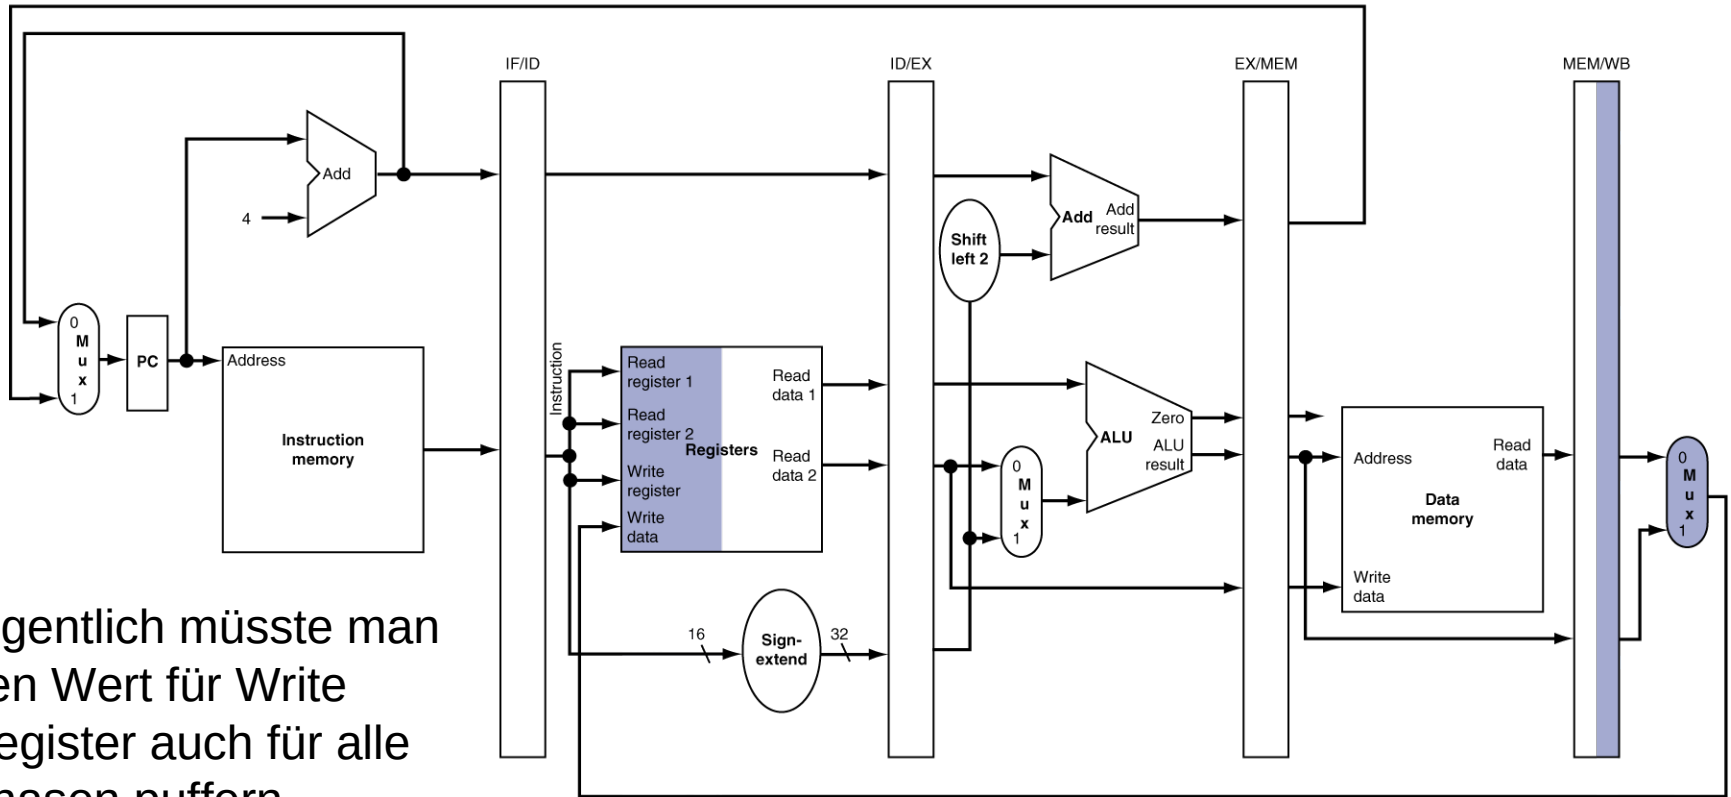 IF/ID
ID/EX
EX/MEM
MEM/WB
Add
4
Add
Add
result
Shift
left 2
0
M
u
x
1
PC
Address
Instruction
memory
Instruction
Read
register 1
Read
register 2
Write
register
Write
data
Registers
Read
data 1
Read
data 2
16
Sign-
extend
32
0
M
u
x
1
ALU
Zero
ALU
result
Address
Read
data
Data
memory
Write
data
0
M
u
x
1
gentlich müsste man
en Wert für Write
egister auch für alle
hasen puffern